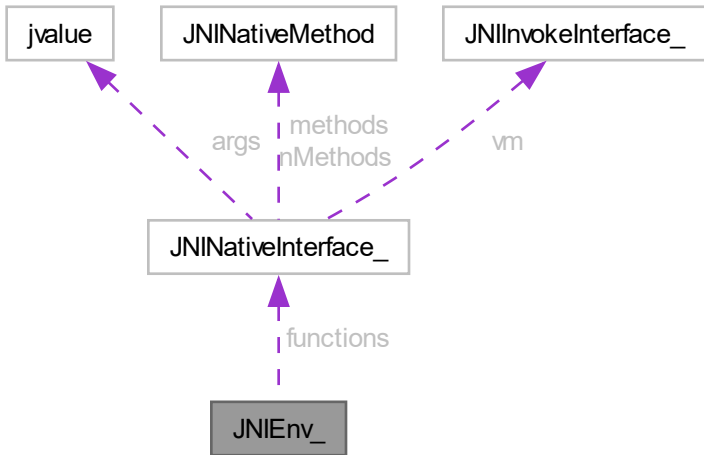 jvalue
JNINativeMethod
JNIInvokeInterface_
args
methods
nMethods
vm
JNINativeInterface_
functions
JNIEnv_